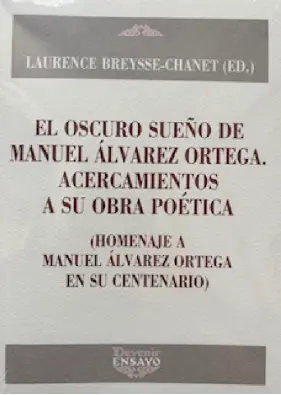 LAURENCE BREYSSE-CHANET (ED.)
EL OSCURO SUEÑO DE
MANUEL ÁLVAREZ ORTEGA.
ACERCAMIENTOS
A SU OBRA POÉTICA
(HOMENAJE A
MANUEL ÁLVAREZ ORTEGA
EN SU CENTENARIO)
Devenir
ENSAYO